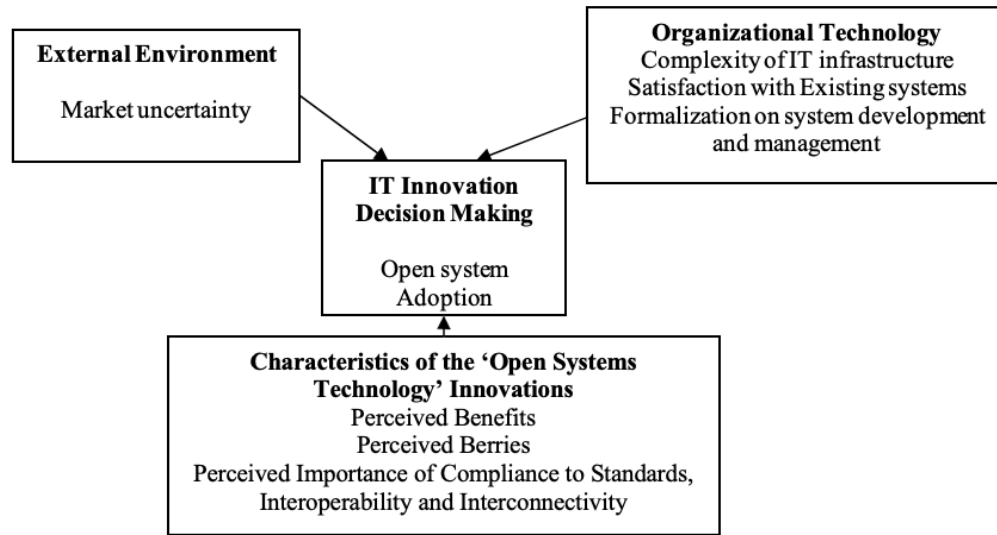 External Environment
Market uncertainty
Organizational Technology
Complexity of IT infrastructure
Satisfaction with Existing systems
Formalization on system development
and management
IT Innovation
Decision Making
Open system
Adoption
Characteristics of the ‘Open Systems
Technology’ Innovations
Perceived Benefits
Perceived Berries
Perceived Importance of Compliance to Standards,
Interoperability and Interconnectivity